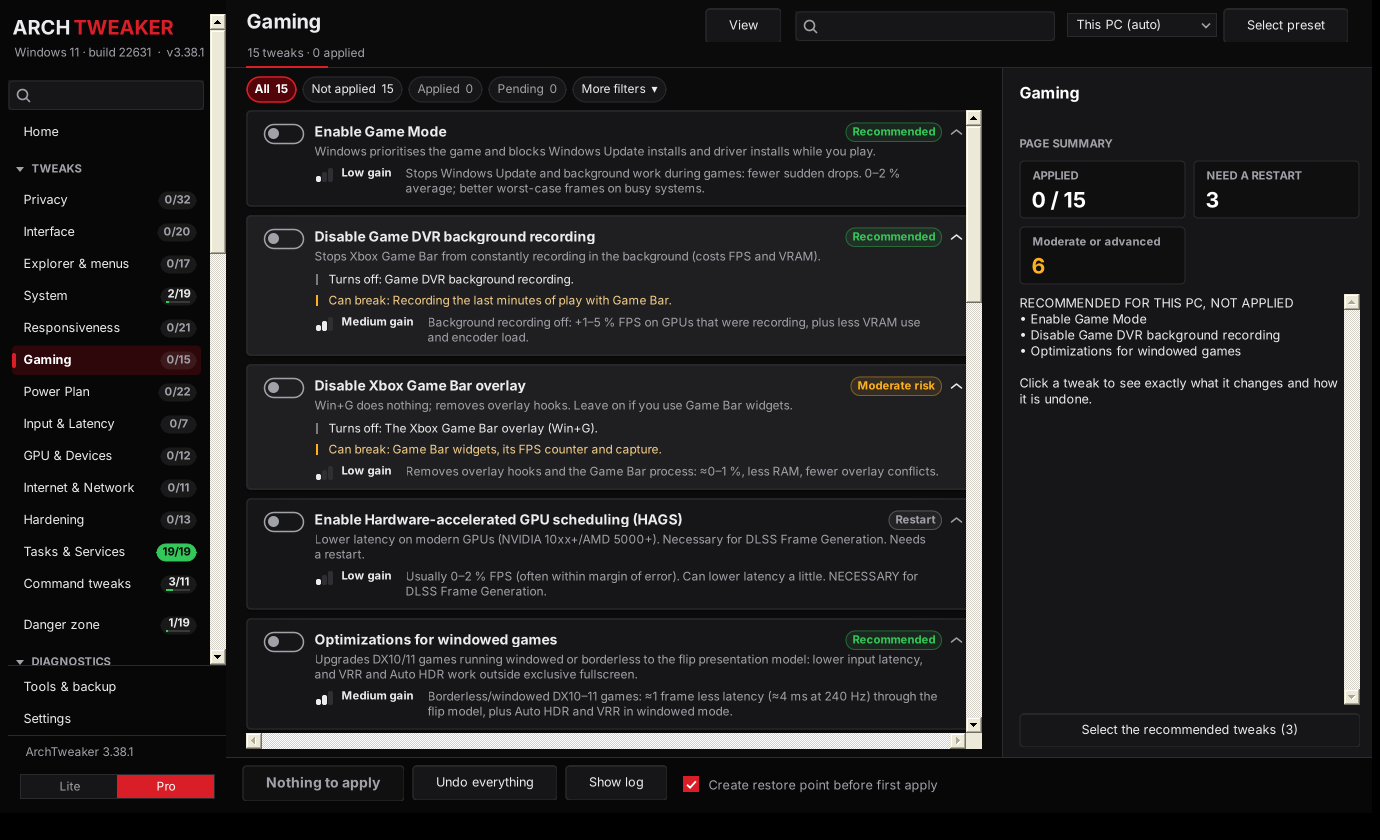 ARCH TWEAKER
Windows 11 · build 22631 · v3.38.1
Home
TWEAKS
Privacy 0/32
Interface 0/20
Explorer & menus 0/17
System 2/19
Responsiveness 0/21
Gaming 0/15
Power Plan 0/22
Input & Latency 0/7
GPU & Devices 0/12
Internet & Network 0/11
Hardening 0/13
Tasks & Services 19/19
Command tweaks 3/11
Danger zone 1/19
DIAGNOSTICS
Tools & backup
Settings
ArchTweaker 3.38.1
Lite Pro
Gaming
15 tweaks · 0 applied
View
This PC (auto)
Select preset
All 15 Not applied 15 Applied 0 Pending 0 More filters ▾
Enable Game Mode Recommended
Windows prioritises the game and blocks Windows Update installs and driver installs while you play.
Low gain Stops Windows Update and background work during games: fewer sudden drops. 0–2 %
average; better worst-case frames on busy systems.
Disable Game DVR background recording Recommended
Stops Xbox Game Bar from constantly recording in the background (costs FPS and VRAM).
Turns off: Game DVR background recording.
Can break: Recording the last minutes of play with Game Bar.
Medium gain Background recording off: +1–5 % FPS on GPUs that were recording, plus less VRAM use
and encoder load.
Disable Xbox Game Bar overlay Moderate risk
Win+G does nothing; removes overlay hooks. Leave on if you use Game Bar widgets.
Turns off: The Xbox Game Bar overlay (Win+G).
Can break: Game Bar widgets, its FPS counter and capture.
Low gain Removes overlay hooks and the Game Bar process: ≈0–1 %, less RAM, fewer overlay conflicts.
Enable Hardware-accelerated GPU scheduling (HAGS) Restart
Lower latency on modern GPUs (NVIDIA 10xx+/AMD 5000+). Necessary for DLSS Frame Generation. Needs
a restart.
Low gain Usually 0–2 % FPS (often within margin of error). Can lower latency a little. NECESSARY for
DLSS Frame Generation.
Optimizations for windowed games Recommended
Upgrades DX10/11 games running windowed or borderless to the flip presentation model: lower input latency,
and VRR and Auto HDR work outside exclusive fullscreen.
Medium gain Borderless/windowed DX10–11 games: ≈1 frame less latency (≈4 ms at 240 Hz) through the
flip model, plus Auto HDR and VRR in windowed mode.
Gaming
PAGE SUMMARY
APPLIED
0 / 15
NEED A RESTART
3
Moderate or advanced
6
RECOMMENDED FOR THIS PC, NOT APPLIED
• Enable Game Mode
• Disable Game DVR background recording
• Optimizations for windowed games
Click a tweak to see exactly what it changes and how
it is undone.
Select the recommended tweaks (3)
Nothing to apply Undo everything Show log Create restore point before first apply